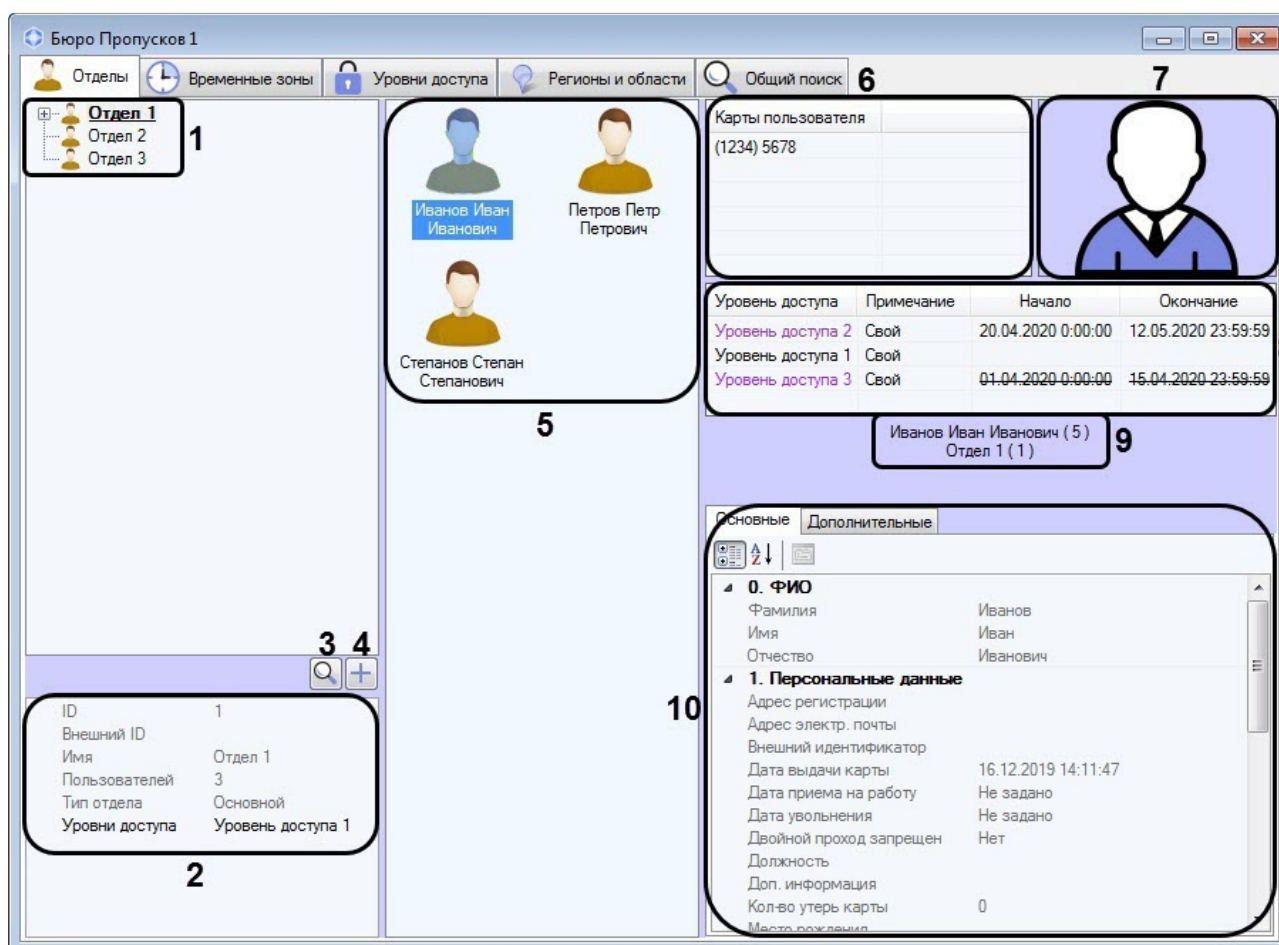 Бюро Пропусков 1
Отделы Временные зоны Уровни доступа Регионы и области Общий поиск 6 7
Отдел 1
Отдел 2
Отдел 3
1
Иванов Иван
Иванович
Петров Петр
Петрович
Степанов Степан
Степанович
5
Карты пользователя
(1234) 5678
Уровень доступа Примечание Начало Окончание
Уровень доступа 2 Свой 20.04.2020 0:00:00 12.05.2020 23:59:59
Уровень доступа 1 Свой
Уровень доступа 3 Свой 01.04.2020 0:00:00 15.04.2020 23:59:59
Иванов Иван Иванович ( 5 )
Отдел 1 ( 1 )
9
3 4
ID 1
Внешний ID
Имя Отдел 1
Пользователей 3
Тип отдела Основной
Уровни доступа Уровень доступа 1
2
Основные Дополнительные
A
Z
0. ФИО
Фамилия Иванов
Имя Иван
Отчество Иванович
1. Персональные данные
Адрес регистрации
Адрес электр. почты
Внешний идентификатор
Дата выдачи карты 16.12.2019 14:11:47
Дата приема на работу Не задано
Дата увольнения Не задано
Двойной проход запрещен Нет
Должность
Доп. информация
Кол-во утерь карты 0
Место рождения
10